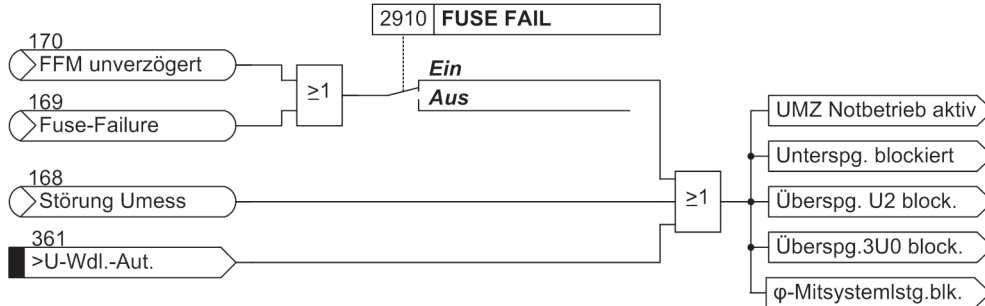 2910 FUSE FAIL
170
FFM unverzögert
Ein
≥1
Aus
169
Fuse-Failure
UMZ Notbetrieb aktiv
Unterspg. blockiert
168
Störung Umess
≥1
Überspg. U2 block.
361
>U-Wdl.-Aut.
Überspg.3U0 block.
φ-Mitsystemlstg.blk.